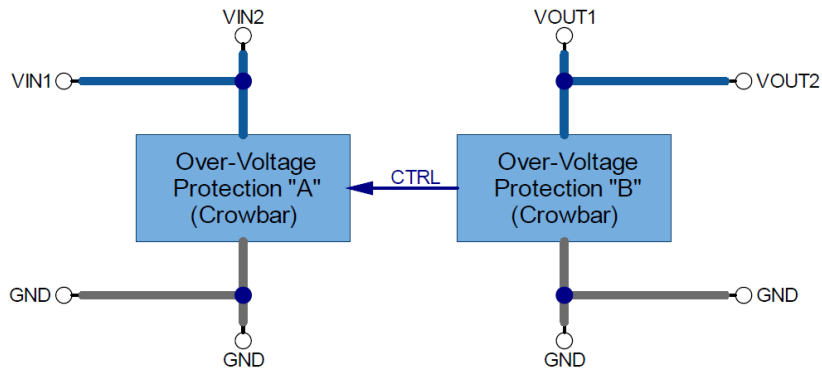 VIN2
VOUT1
VIN1
VOUT2
Over-Voltage
Protection "A"
(Crowbar)
CTRL
Over-Voltage
Protection "B"
(Crowbar)
GND
GND
GND
GND